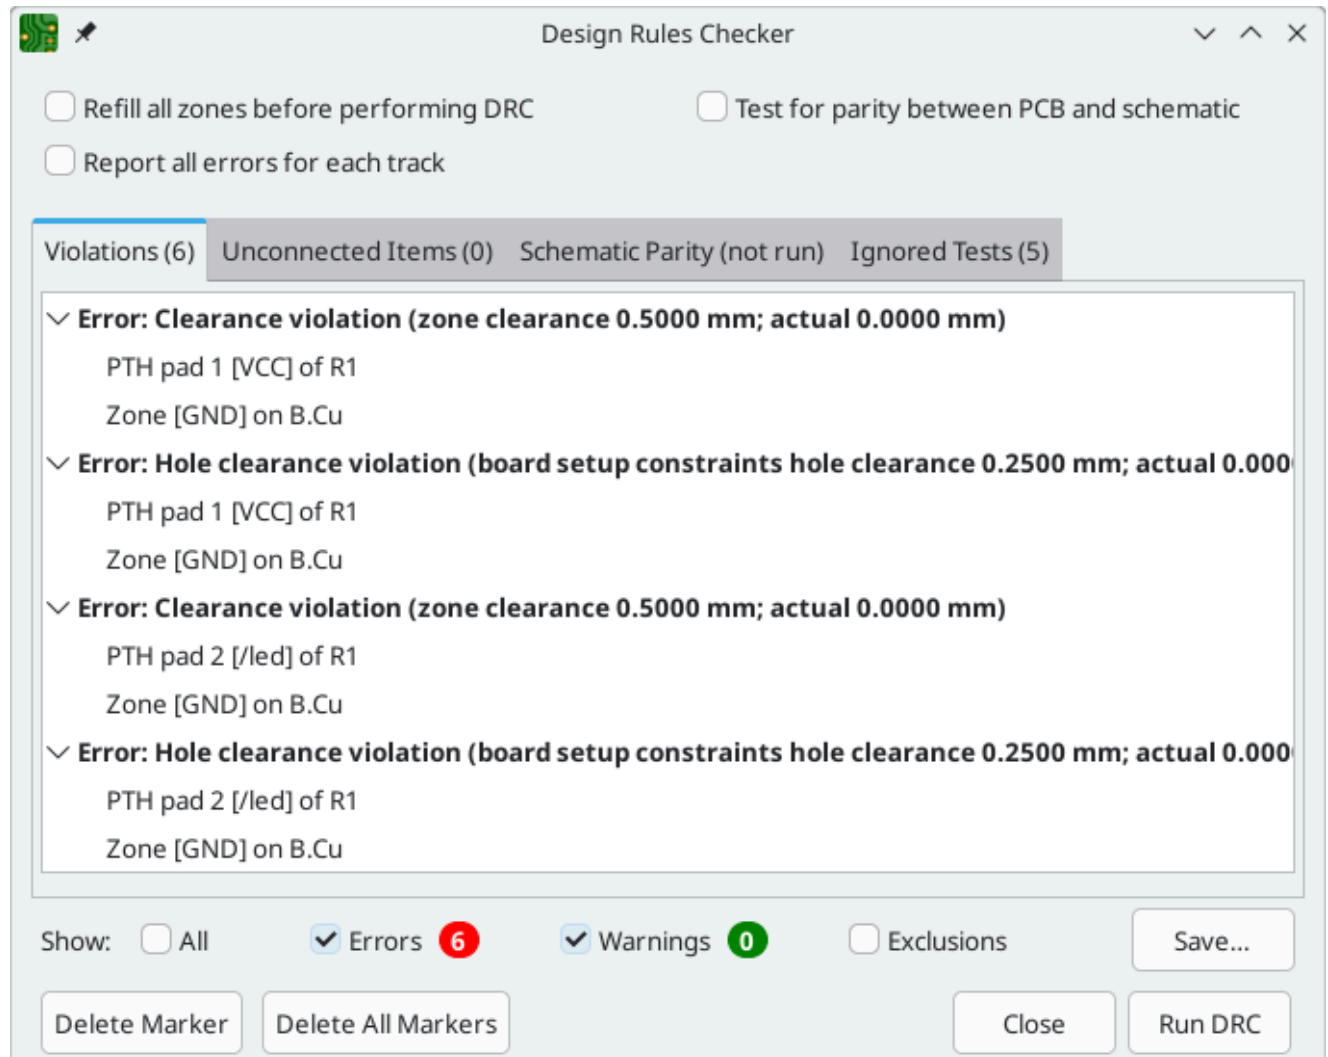 Design Rules Checker
Refill all zones before performing DRC
Test for parity between PCB and schematic
Report all errors for each track
Violations (6) Unconnected Items (0) Schematic Parity (not run) Ignored Tests (5)
Error: Clearance violation (zone clearance 0.5000 mm; actual 0.0000 mm)
PTH pad 1 [VCC] of R1
Zone [GND] on B.Cu
Error: Hole clearance violation (board setup constraints hole clearance 0.2500 mm; actual 0.000
PTH pad 1 [VCC] of R1
Zone [GND] on B.Cu
Error: Clearance violation (zone clearance 0.5000 mm; actual 0.0000 mm)
PTH pad 2 [/led] of R1
Zone [GND] on B.Cu
Error: Hole clearance violation (board setup constraints hole clearance 0.2500 mm; actual 0.000
PTH pad 2 [/led] of R1
Zone [GND] on B.Cu
Show: All Errors 6 Warnings 0 Exclusions Save...
Delete Marker Delete All Markers Close Run DRC